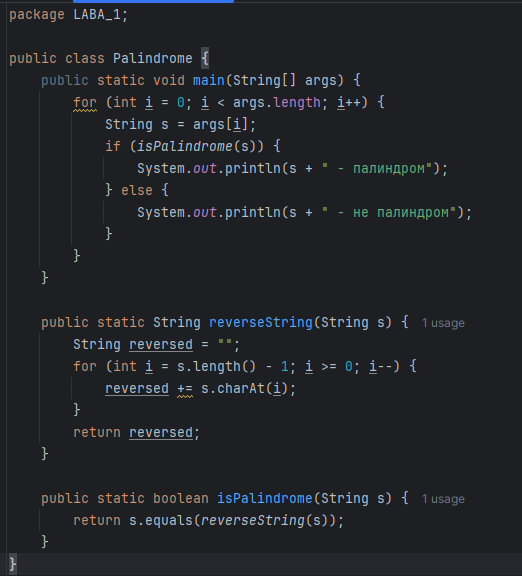 package LABA_1;
public class Palindrome {
public static void main(String[] args) {
for (int i = 0; i < args.length; i++) {
String s = args[i];
if (isPalindrome(s)) {
System.out.println(s + " - палиндром");
} else {
System.out.println(s + " - не палиндром");
}
}
}
public static String reverseString(String s) { 1 usage
String reversed = "";
for (int i = s.length() - 1; i >= 0; i--) {
reversed += s.charAt(i);
}
return reversed;
}
public static boolean isPalindrome(String s) { 1 usage
return s.equals(reverseString(s));
}
}